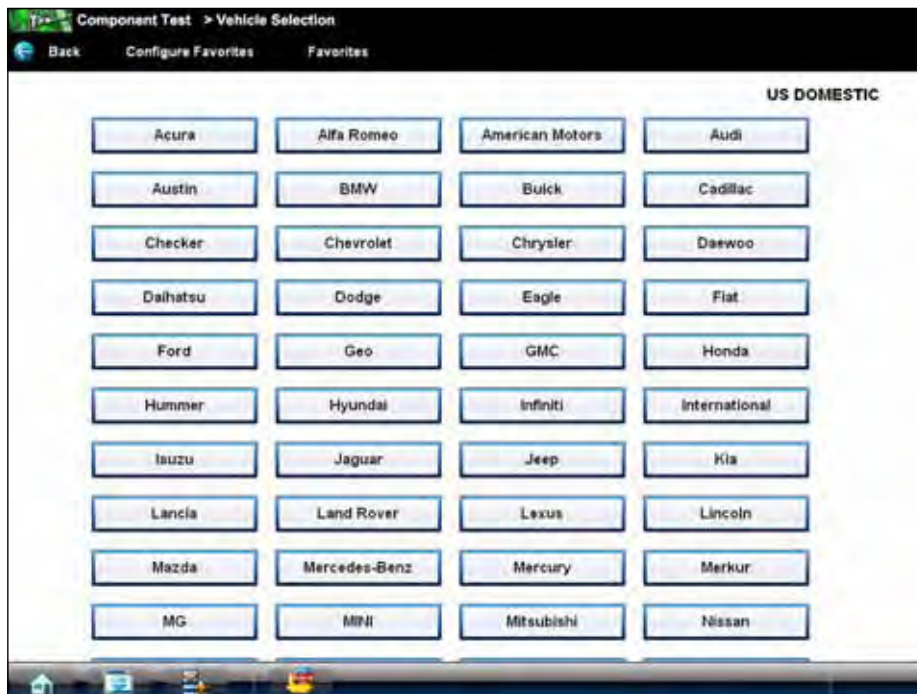 Component Test > Vehicle Selection
Back Configure Favorites Favorites
US DOMESTIC
Acura Alfa Romeo American Motors Audi
Austin BMW Buick Cadillac
Checker Chevrolet Chrysler Daewoo
Daihatsu Dodge Eagle Fiat
Ford Geo GMC Honda
Hummer Hyundai Infiniti International
Isuzu Jaguar Jeep Kia
Lancia Land Rover Lexus Lincoln
Mazda Mercedes-Benz Mercury Merkur
MG MINI Mitsubishi Nissan